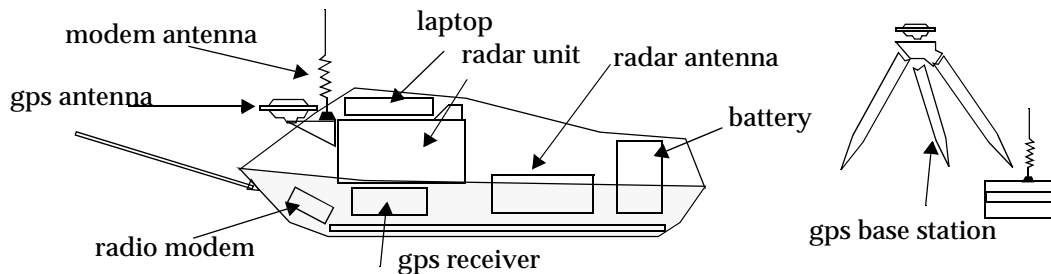 laptop
modem antenna
radar unit
radar antenna
gps antenna
battery
radio modem
gps receiver
gps base station